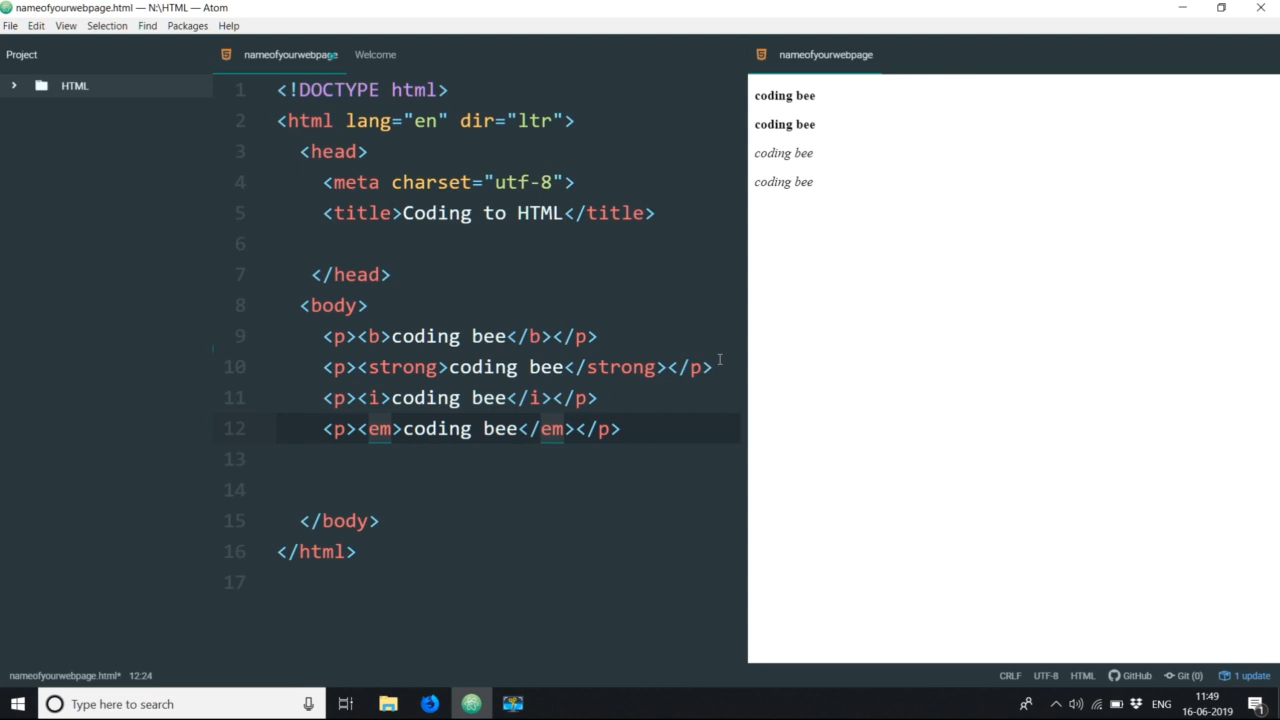 nameofyourwebpage.html — N:\HTML — Atom
File Edit View Selection Find Packages Help
Project
nameofyourwebpage Welcome
nameofyourwebpage
HTML
1 <!DOCTYPE html>
2 <html lang="en" dir="ltr">
3 <head>
4 <meta charset="utf-8">
5 <title>Coding to HTML</title>
6
7 </head>
8 <body>
9 <p><b>coding bee</b></p>
10 <p><strong>coding bee</strong></p>
11 <p><i>coding bee</i></p>
12 <p><em>coding bee</em></p>
13
14
15 </body>
16 </html>
17
coding bee
coding bee
coding bee
coding bee
nameofyourwebpage.html* 12:24
CRLF UTF-8 HTML GitHub Git (0) 1 update
Type here to search
ENG
11:49
16-06-2019
1